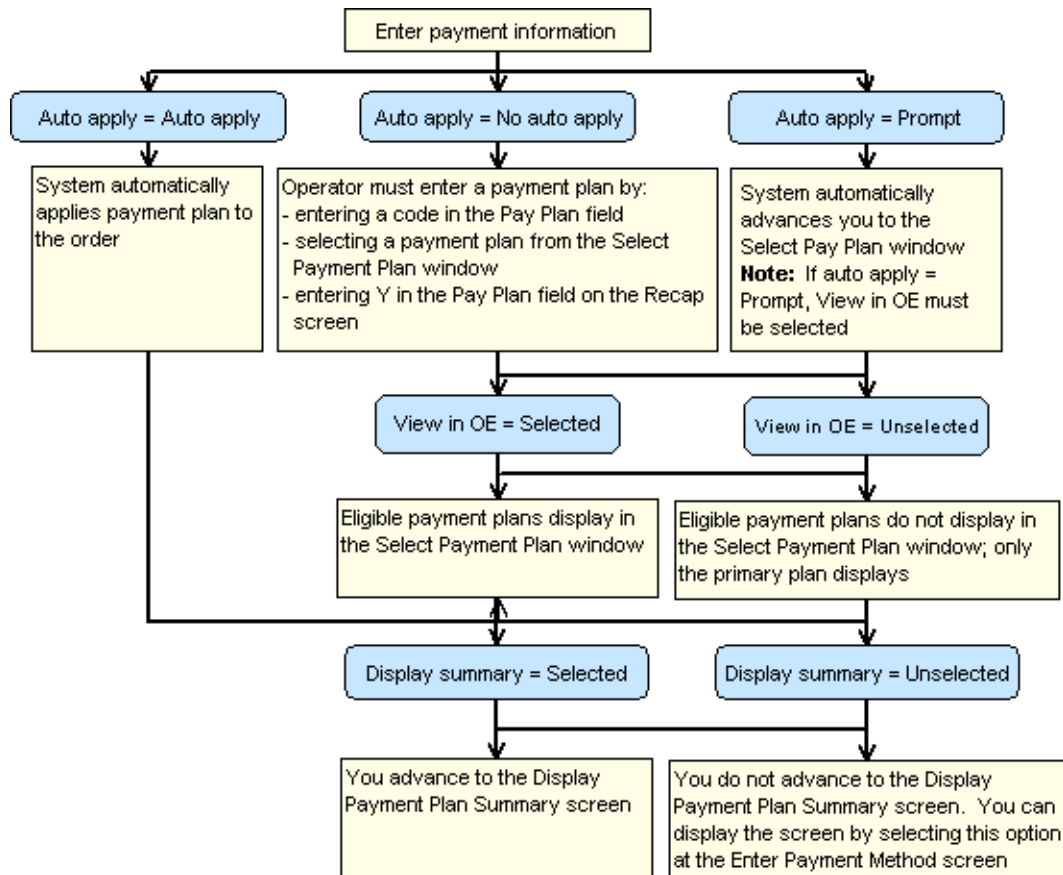 Enter payment information
Auto apply = Auto apply
Auto apply = No auto apply
Auto apply = Prompt
System automatically
applies payment plan to
the order
Operator must enter a payment plan by:
- entering a code in the Pay Plan field
- selecting a payment plan from the Select
Payment Plan window
- entering Y in the Pay Plan field on the Recap
screen
System automatically
advances you to the
Select Pay Plan window
Note: If auto apply =
Prompt, View in OE must
be selected
View in OE = Selected
View in OE = Unselected
Eligible payment plans display in
the Select Payment Plan window
Eligible payment plans do not display in
the Select Payment Plan window; only
the primary plan displays
Display summary = Selected
Display summary = Unselected
You advance to the Display
Payment Plan Summary screen
You do not advance to the Display
Payment Plan Summary screen. You can
display the screen by selecting this option
at the Enter Payment Method screen